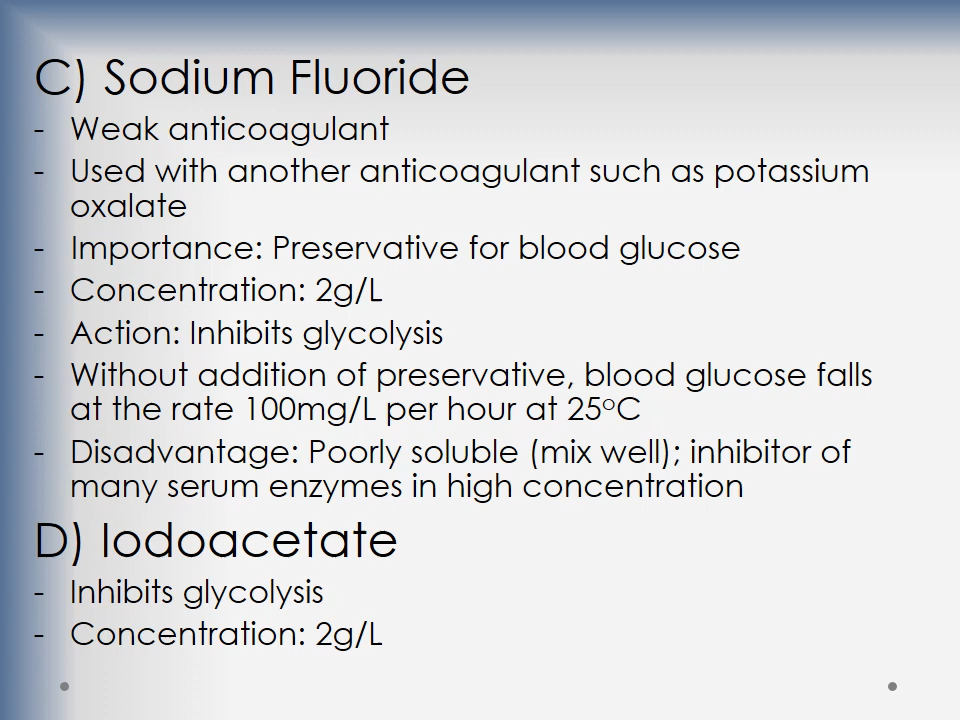 C) Sodium Fluoride
- Weak anticoagulant
- Used with another anticoagulant such as potassium
oxalate
- Importance: Preservative for blood glucose
- Concentration: 2g/L
- Action: Inhibits glycolysis
- Without addition of preservative, blood glucose falls
at the rate 100mg/L per hour at 25ºC
- Disadvantage: Poorly soluble (mix well); inhibitor of
many serum enzymes in high concentration
D) Iodoacetate
- Inhibits glycolysis
- Concentration: 2g/L